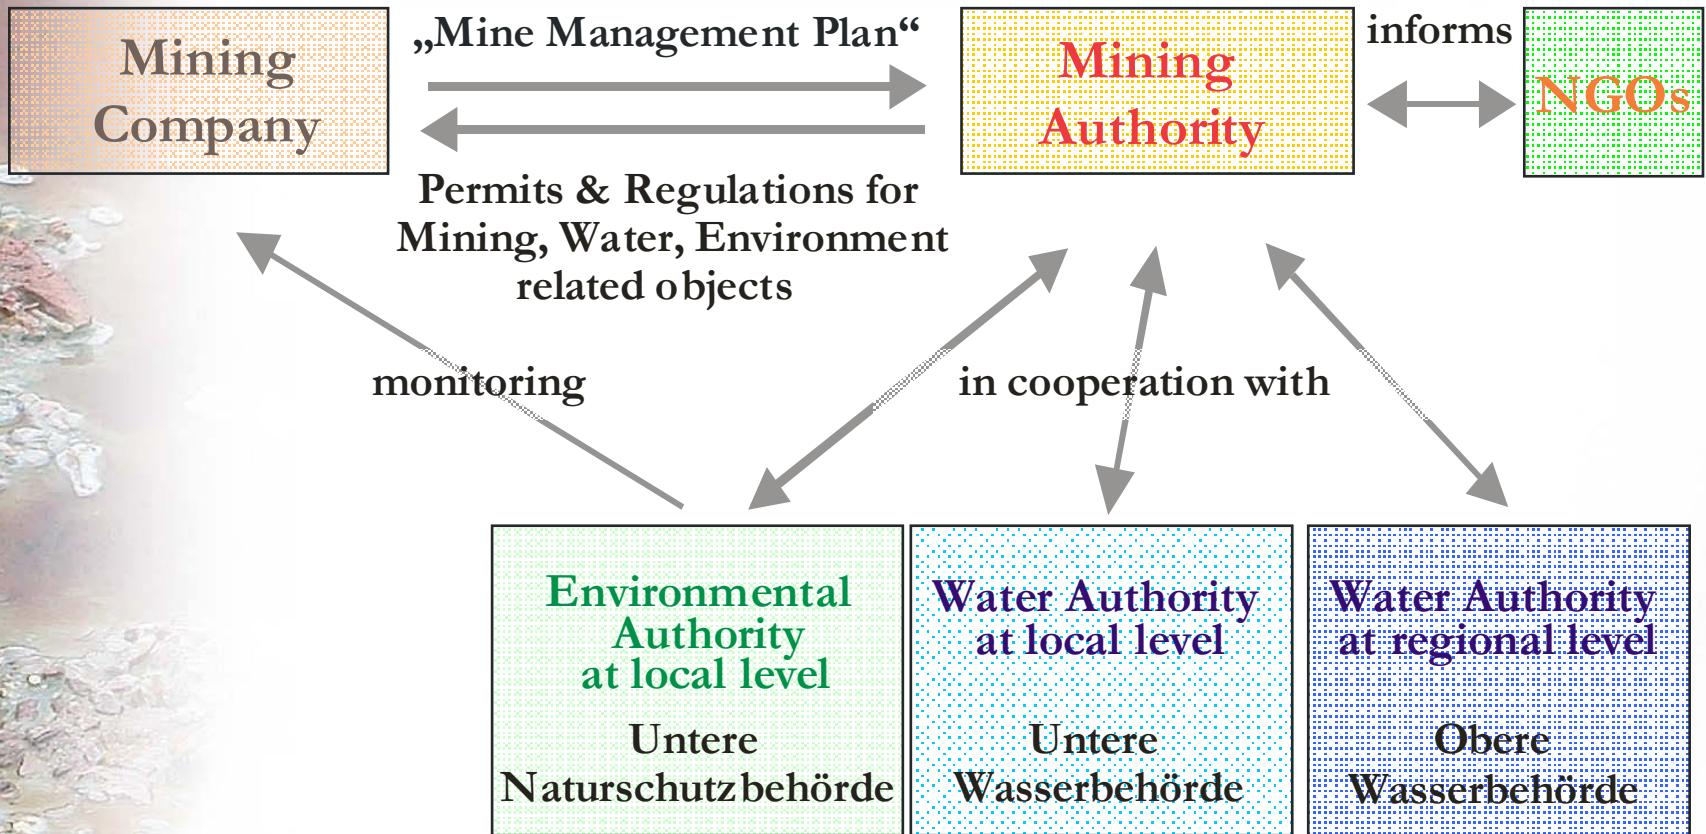 Mining
Company
„Mine Management Plan“
Mining
Authority
informs
NGOs
Permits & Regulations for
Mining, Water, Environment
related objects
monitoring
in cooperation with
Environmental
Authority
at local level
Untere
Naturschutzbehörde
Water Authority
at local level
Untere
Wasserbehörde
Water Authority
at regional level
Obere
Wasserbehörde